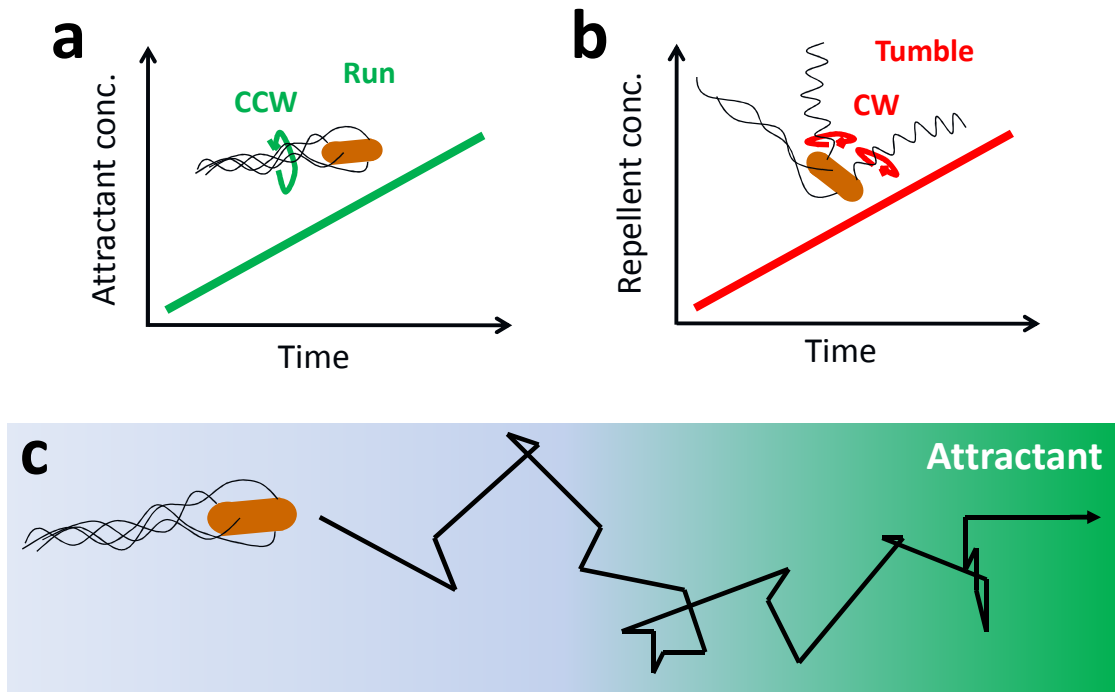 a
Attractant conc.
Run
CCW
Time
b
Repellent conc.
Tumble
CW
Time
c
Attractant